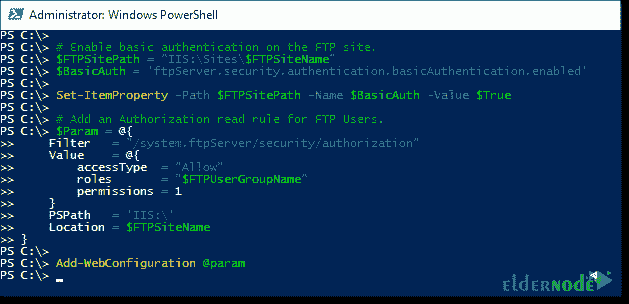 Administrator: Windows PowerShell
PS C:\>
PS C:\> # Enable basic authentication on the FTP site.
PS C:\> $FTPSitePath = "IIS:\Sites\$FTPSiteName"
PS C:\> $BasicAuth = 'ftpServer.security.authentication.basicAuthentication.enabled'
PS C:\>
PS C:\> Set-ItemProperty -Path $FTPSitePath -Name $BasicAuth -Value $True
PS C:\>
PS C:\> # Add an Authorization read rule for FTP Users.
PS C:\> $Param = @{
>>     Filter   = "/system.ftpServer/security/authorization"
>>     Value    = @{
>>         accessType  = "Allow"
>>         roles       = "$FTPUserGroupName"
>>         permissions = 1
>>     }
>>     PSPath   = 'IIS:\'
>>     Location = $FTPSiteName
>> }
PS C:\>
PS C:\> Add-WebConfiguration @param
PS C:\> _
eldernode